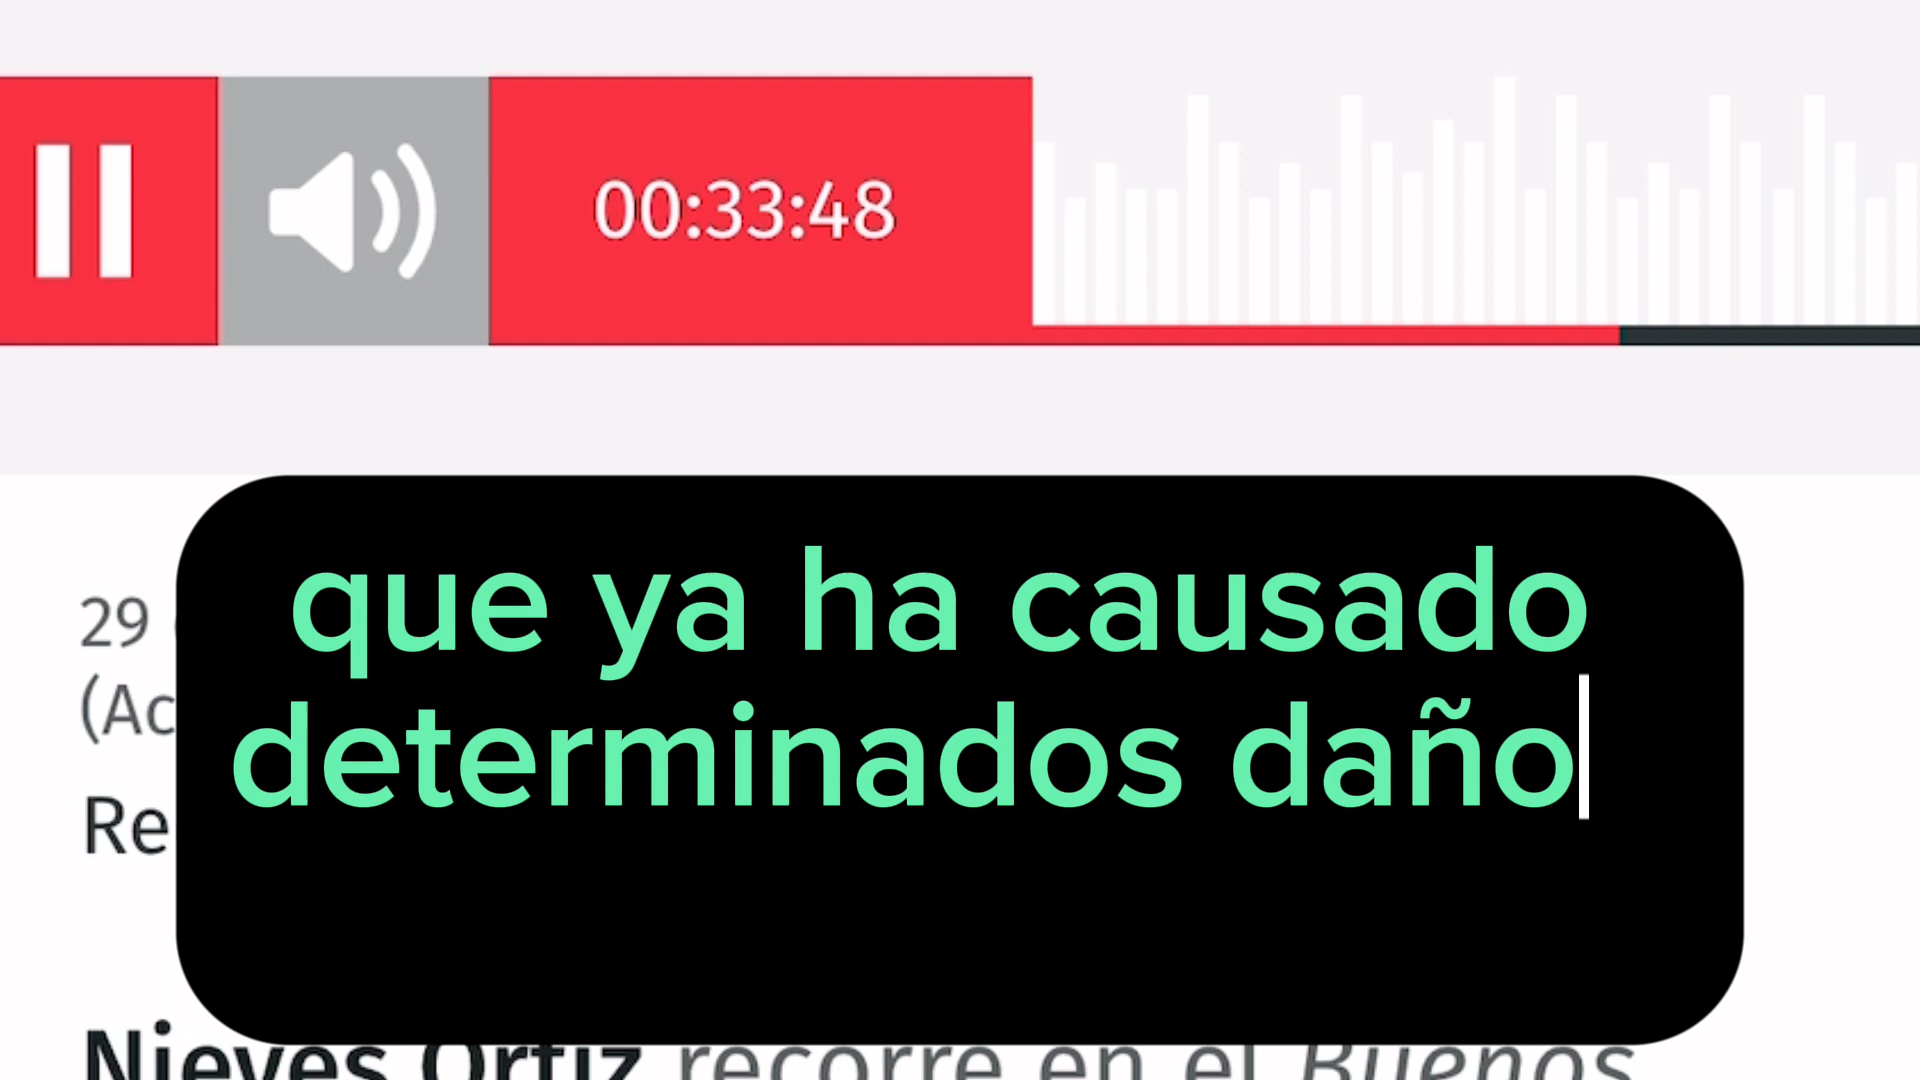 00:33:48
que ya ha causado
determinados daño
29
(Ac
Re
Nieves Ortiz recorre en el Buenos